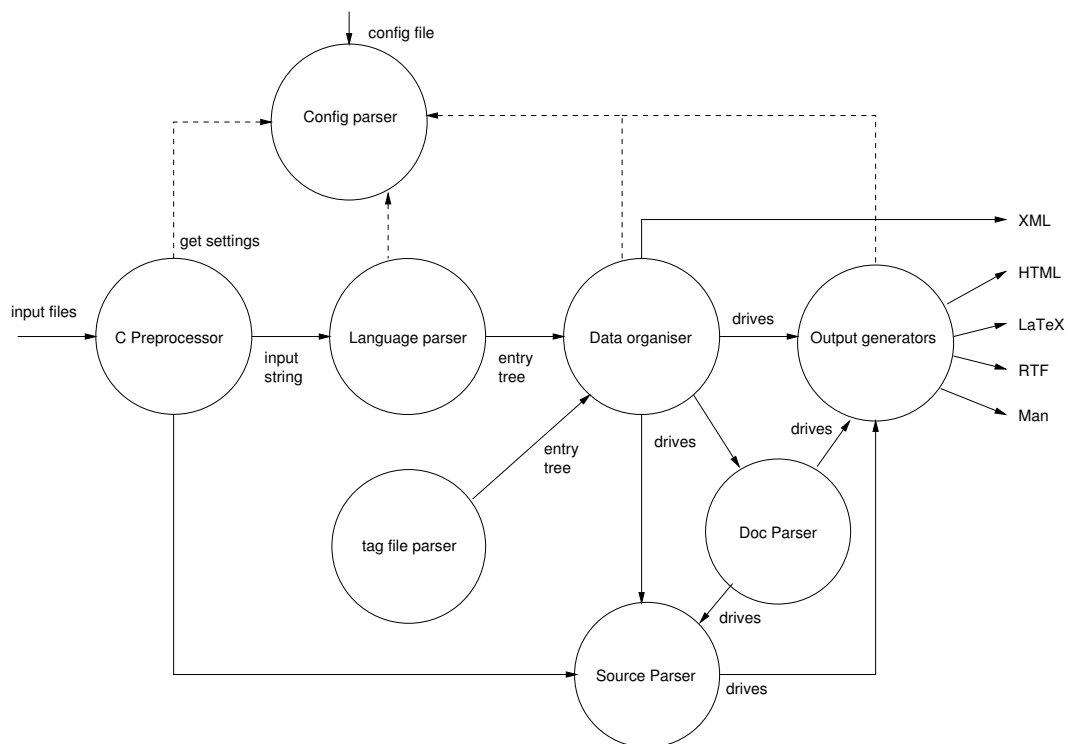 config file
Config parser
get settings
XML
HTML
input files
C Preprocessor
input
string
Language parser
entry
tree
Data organiser
drives
Output generators
LaTeX
RTF
Man
drives
drives
entry
tree
tag file parser
Doc Parser
drives
Source Parser
drives